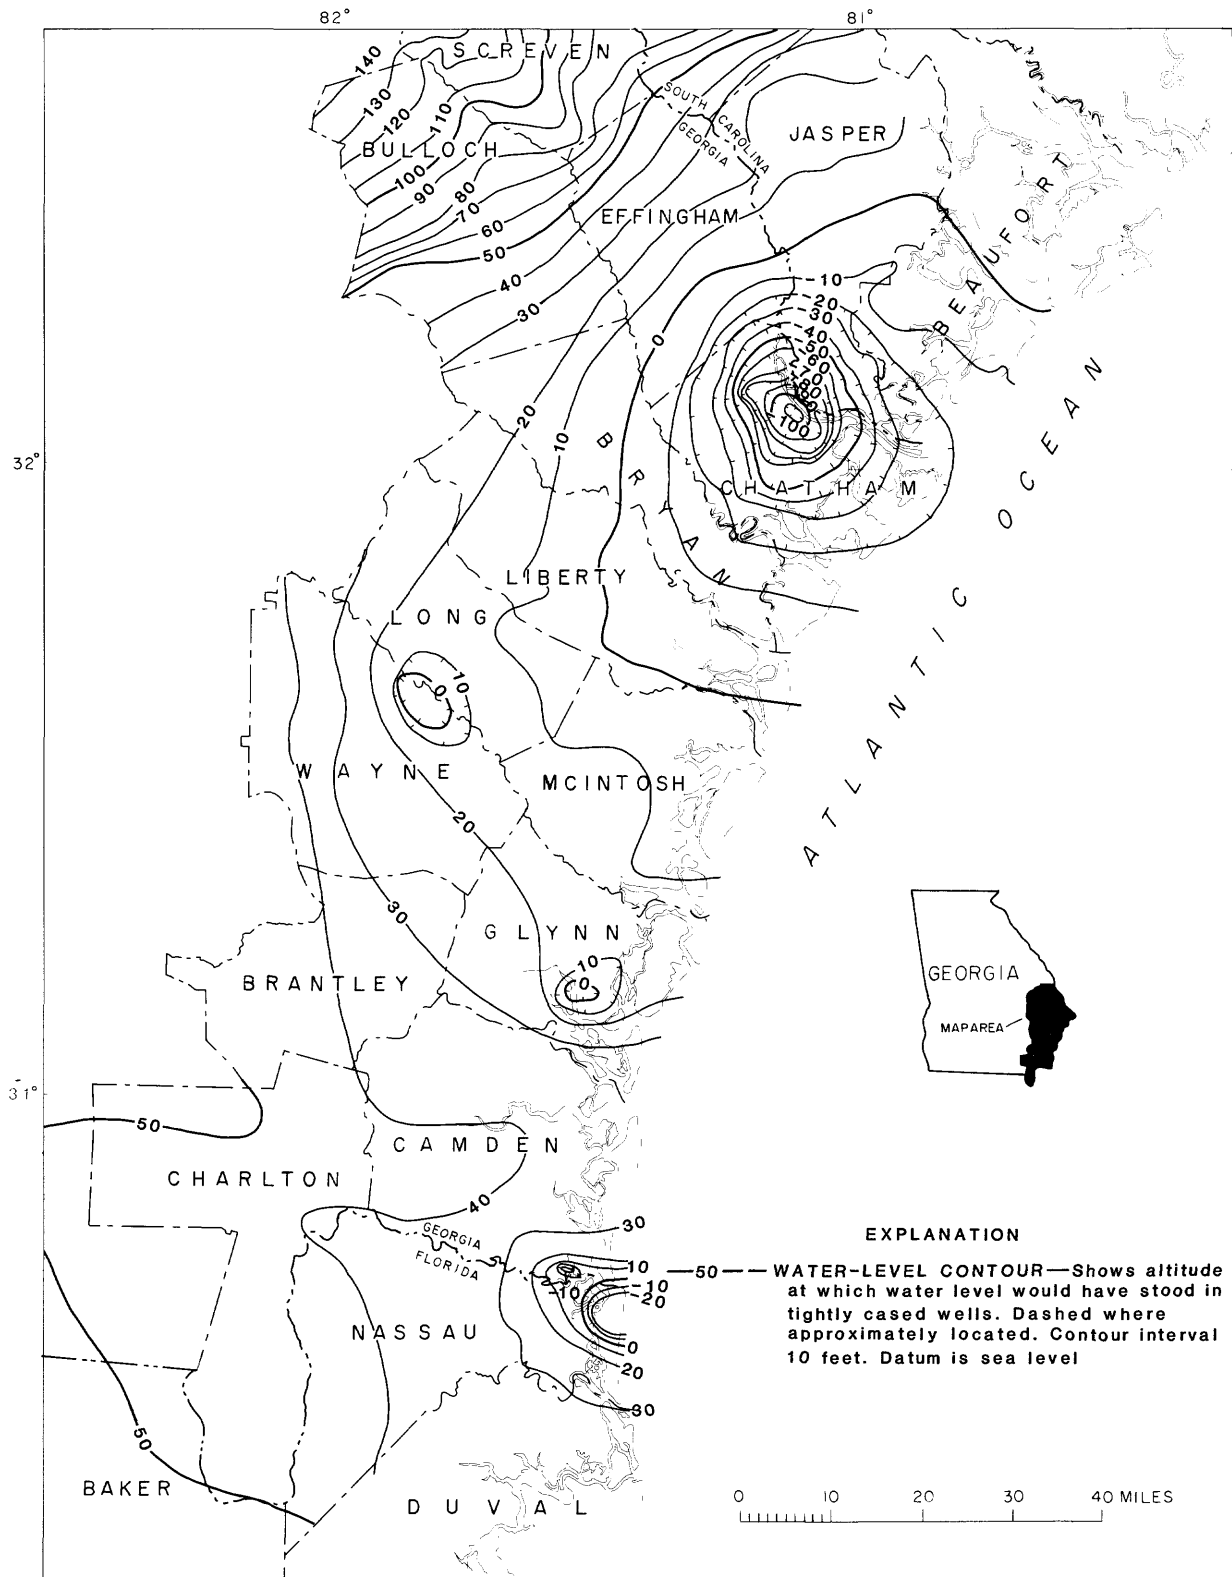 82°
81°
SCREVEN
140
130
120
110
BULLOCH
100
90
80
70
60
50
40
30
SOUTH CAROLINA
GEORGIA
JASPER
EFFINGHAM
BEAUFORT
0
-10
-20
-30
-40
-50
-60
-70
-80
-100
20
10
32°
BRYAN
CHATHAM
ATLANTIC OCEAN
LIBERTY
LONG
10
0
WAYNE
MCINTOSH
20
30
GLYNN
10
0
BRANTLEY
GEORGIA
MAP AREA
31°
50
CAMDEN
CHARLTON
40
GEORGIA
FLORIDA
30
10
-10
-20
-10
0
20
30
NASSAU
50
BAKER
DUVAL
EXPLANATION
—50—— WATER-LEVEL CONTOUR—Shows altitude
at which water level would have stood in
tightly cased wells. Dashed where
approximately located. Contour interval
10 feet. Datum is sea level
0 10 20 30 40 MILES